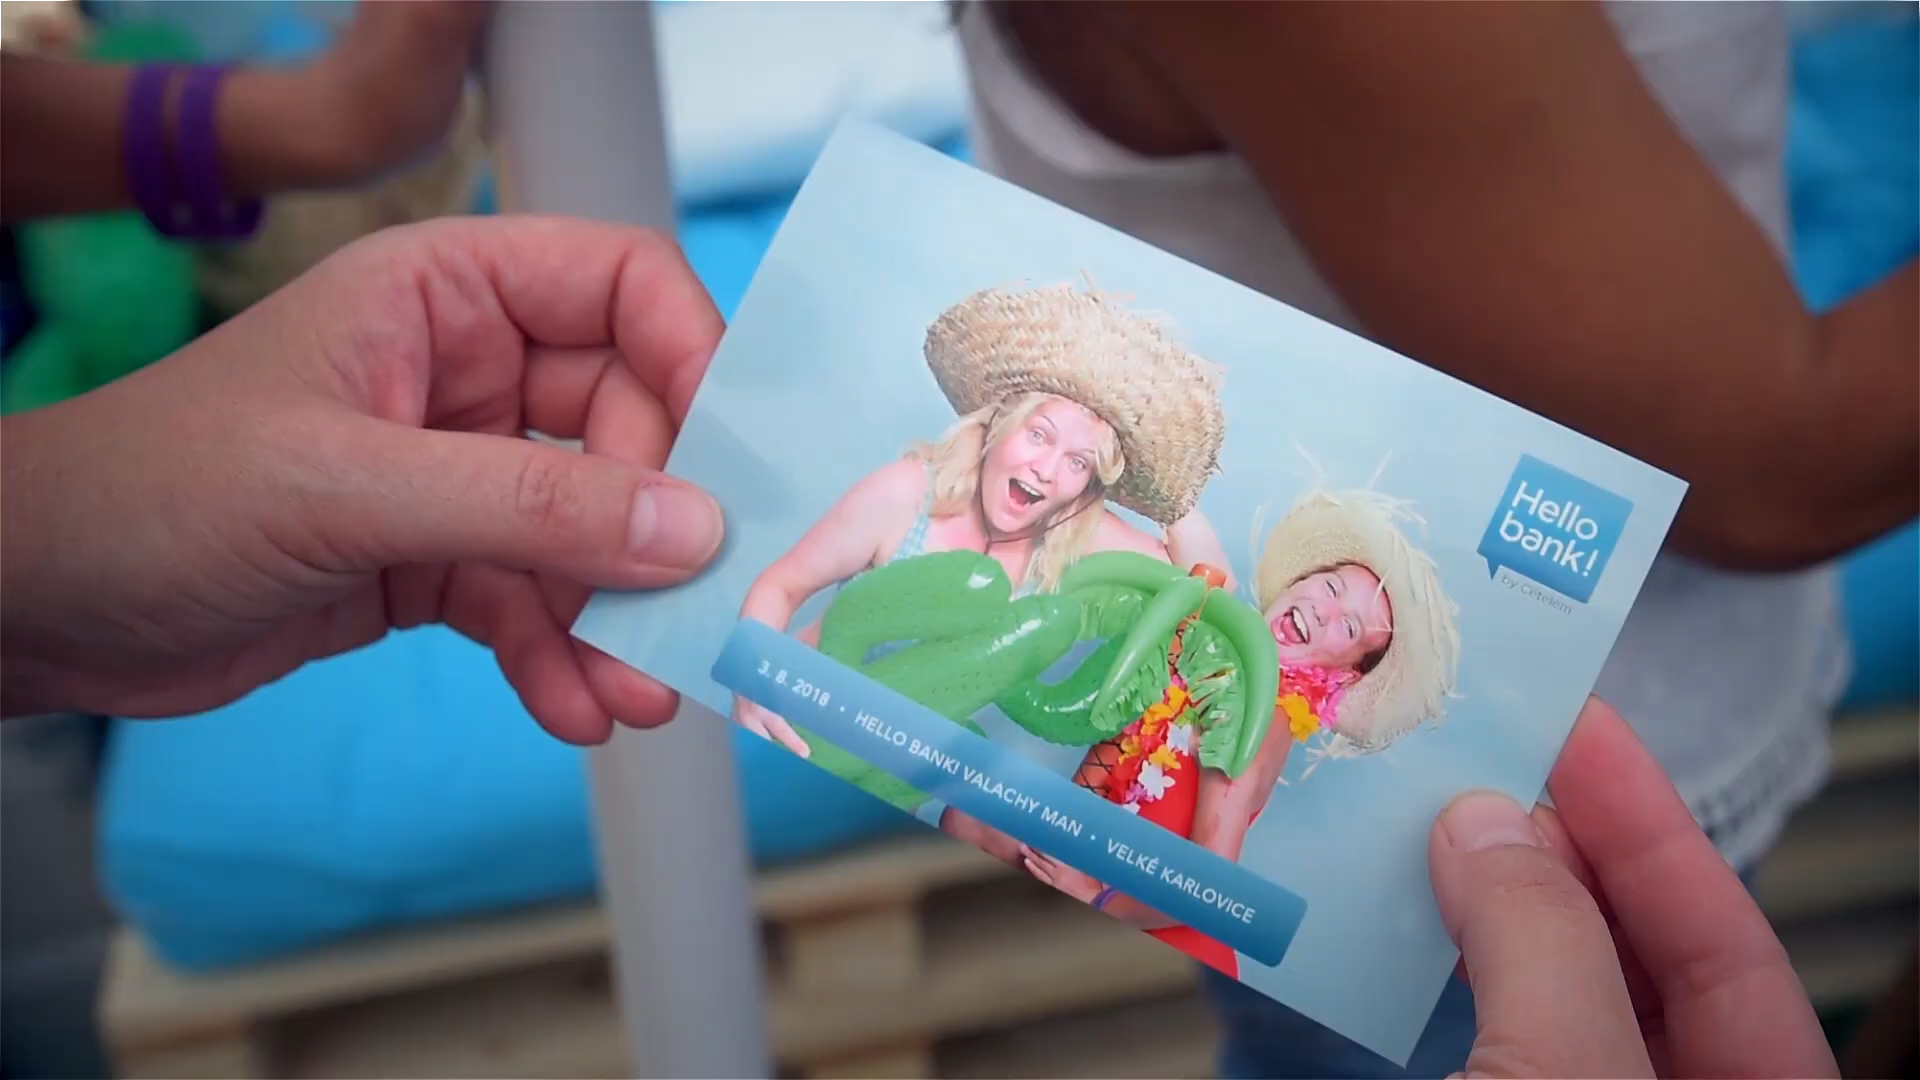 Hello
bank!
by Cetelem
3. 8. 2018 • HELLO BANK! VALACHY MAN • VELKÉ KARLOVICE